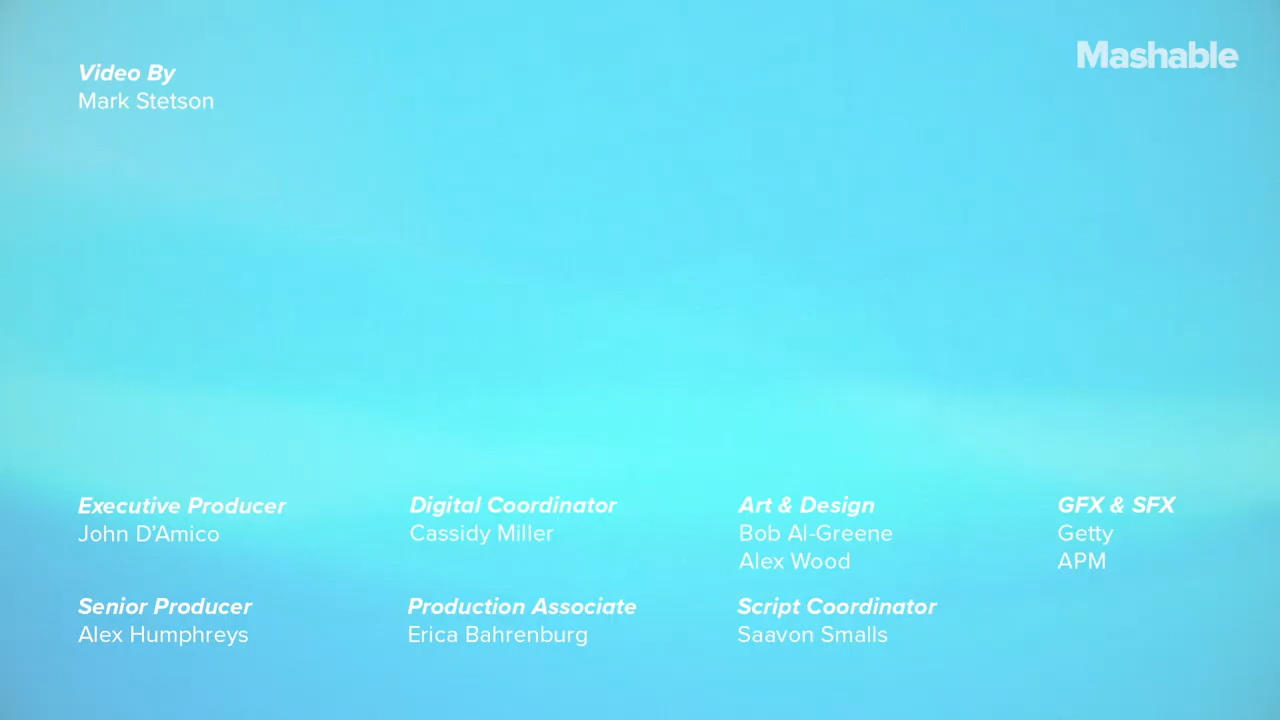 Mashable
Video By
Mark Stetson
Executive Producer
John D'Amico
Digital Coordinator
Cassidy Miller
Art & Design
Bob Al-Greene
Alex Wood
GFX & SFX
Getty
APM
Senior Producer
Alex Humphreys
Production Associate
Erica Bahrenburg
Script Coordinator
Saavon Smalls